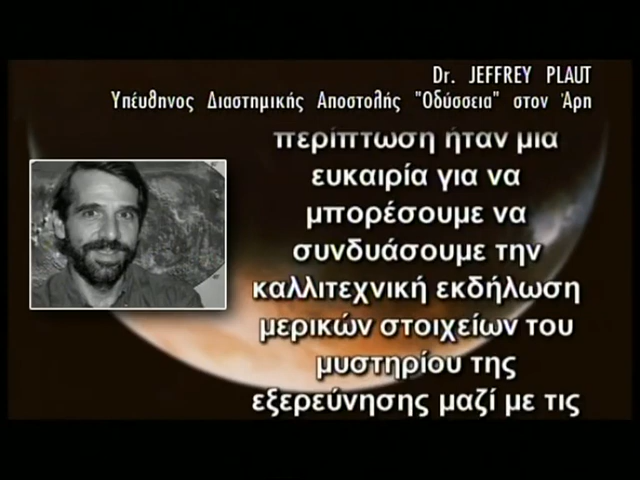 Dr. JEFFREY PLAUT
Υπέυθηνος Διαστημικής Αποστολής "Οδύσσεια" στον Άρη
περίπτωση ήταν μια
ευκαιρία για να
μπορέσουμε να
συνδυάσουμε την
καλλιτεχνική εκδήλωση
μερικών στοιχείων του
μυστηρίου της
εξερεύνησης μαζί με τις